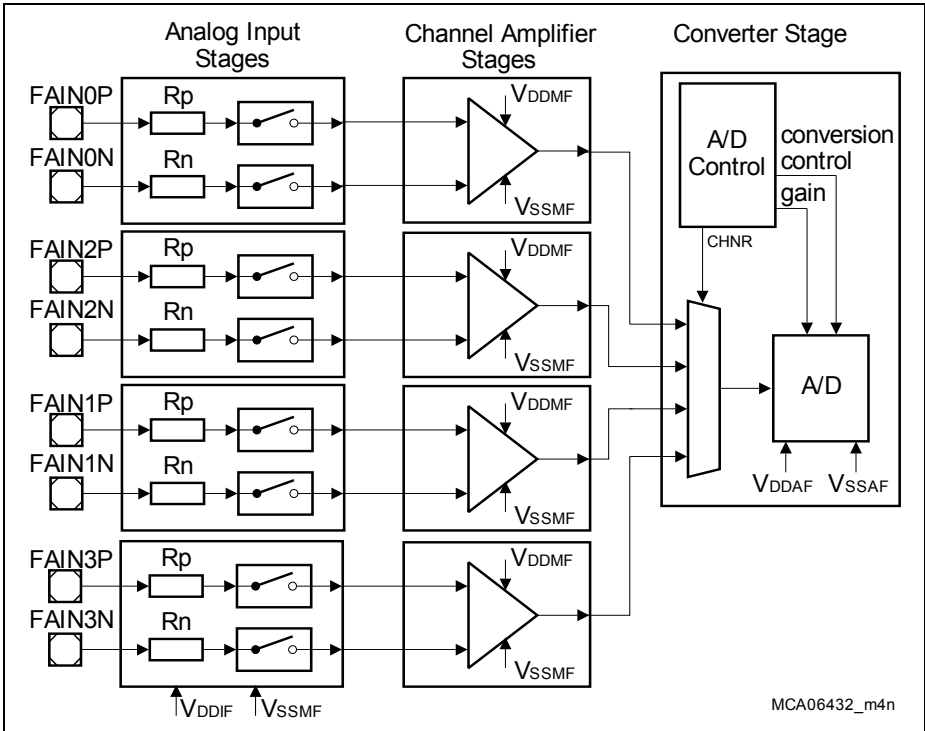 Analog Input
Stages
Channel Amplifier
Stages
Converter Stage
FAIN0P
Rp
FAIN0N
Rn
VDDMF
VSSMF
FAIN2P
Rp
FAIN2N
Rn
VDDMF
VSSMF
FAIN1P
Rp
FAIN1N
Rn
VDDMF
VSSMF
FAIN3P
Rp
FAIN3N
Rn
VDDMF
VSSMF
VDDIF
VSSMF
A/D
Control
conversion
control
gain
CHNR
A/D
VDDAF
VSSAF
MCA06432_m4n